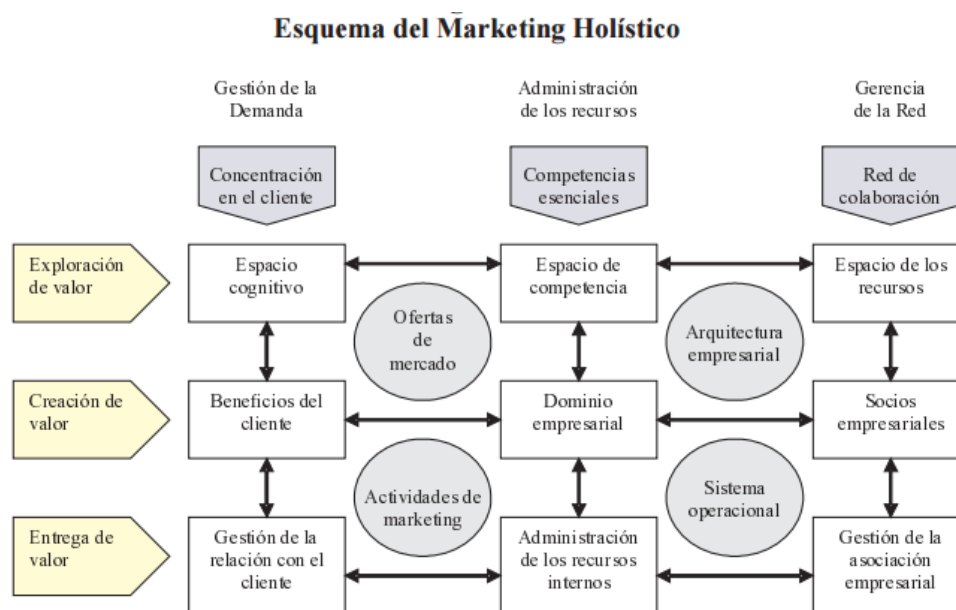 Esquema del Marketing Holístico
Gestión de la
Demanda
Administración
de los recursos
Gerencia
de la Red
Concentración
en el cliente
Competencias
esenciales
Red de
colaboración
Exploración
de valor
Espacio
cognitivo
Espacio de
competencia
Espacio de los
recursos
Ofertas
de
mercado
Arquitectura
empresarial
Creación de
valor
Beneficios del
cliente
Dominio
empresarial
Socios
empresariales
Actividades de
marketing
Sistema
operacional
Entrega de
valor
Gestión de la
relación con el
cliente
Administración
de los recursos
internos
Gestión de la
asociación
empresarial